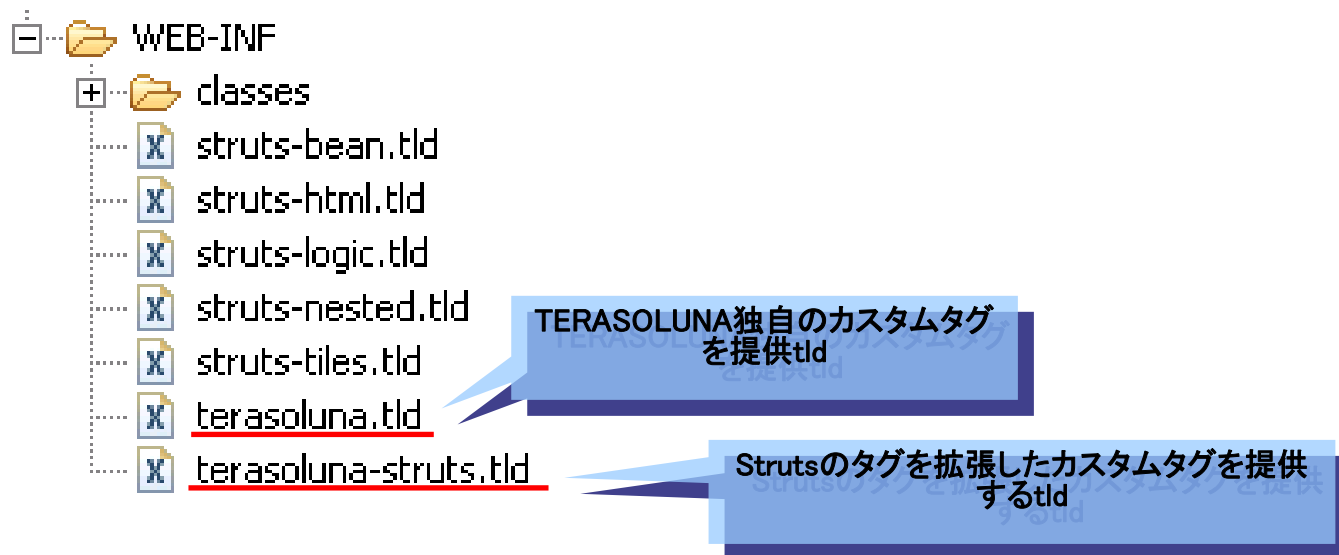 WEB-INF
classes
struts-bean.tld
struts-html.tld
struts-logic.tld
struts-nested.tld
TERASOLUNA独自のカスタムタグ
を提供tld
struts-tiles.tld
terasoluna.tld
terasoluna-struts.tld
Strutsのタグを拡張したカスタムタグを提供
するtld